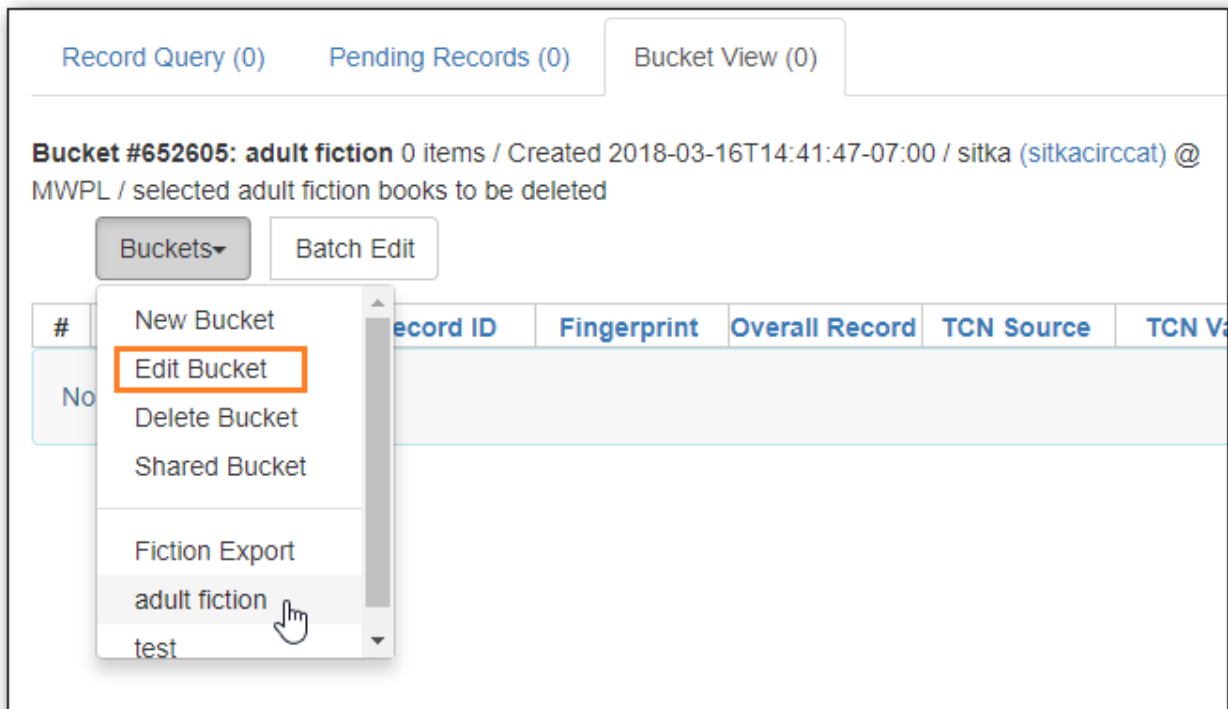 Record Query (0) Pending Records (0) Bucket View (0)
Bucket #652605: adult fiction 0 items / Created 2018-03-16T14:41:47-07:00 / sitka (sitkacirccat) @
MWPL / selected adult fiction books to be deleted
Buckets Batch Edit
# ecord ID Fingerprint Overall Record TCN Source TCN Va
No
New Bucket
Edit Bucket
Delete Bucket
Shared Bucket
Fiction Export
adult fiction
test